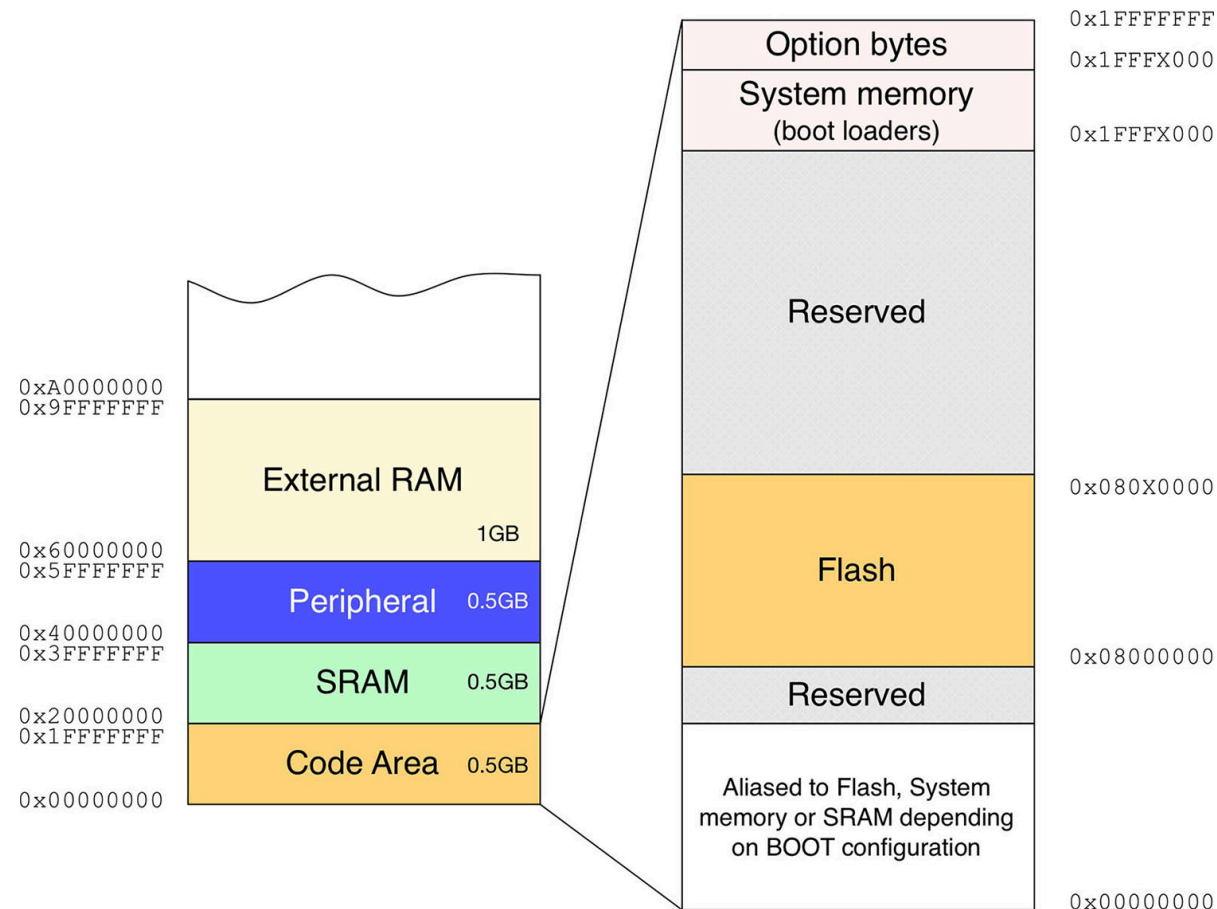 0xA0000000
0x9FFFFFFF
External RAM
1GB
0x60000000
0x5FFFFFFF
Peripheral 0.5GB
0x40000000
0x3FFFFFFF
SRAM 0.5GB
0x20000000
0x1FFFFFFF
Code Area 0.5GB
0x00000000
0x1FFFFFFF
Option bytes
0x1FFFX000
System memory
(boot loaders)
0x1FFFX000
Reserved
0x080X0000
Flash
0x08000000
Reserved
Aliased to Flash, System
memory or SRAM depending
on BOOT configuration
0x00000000